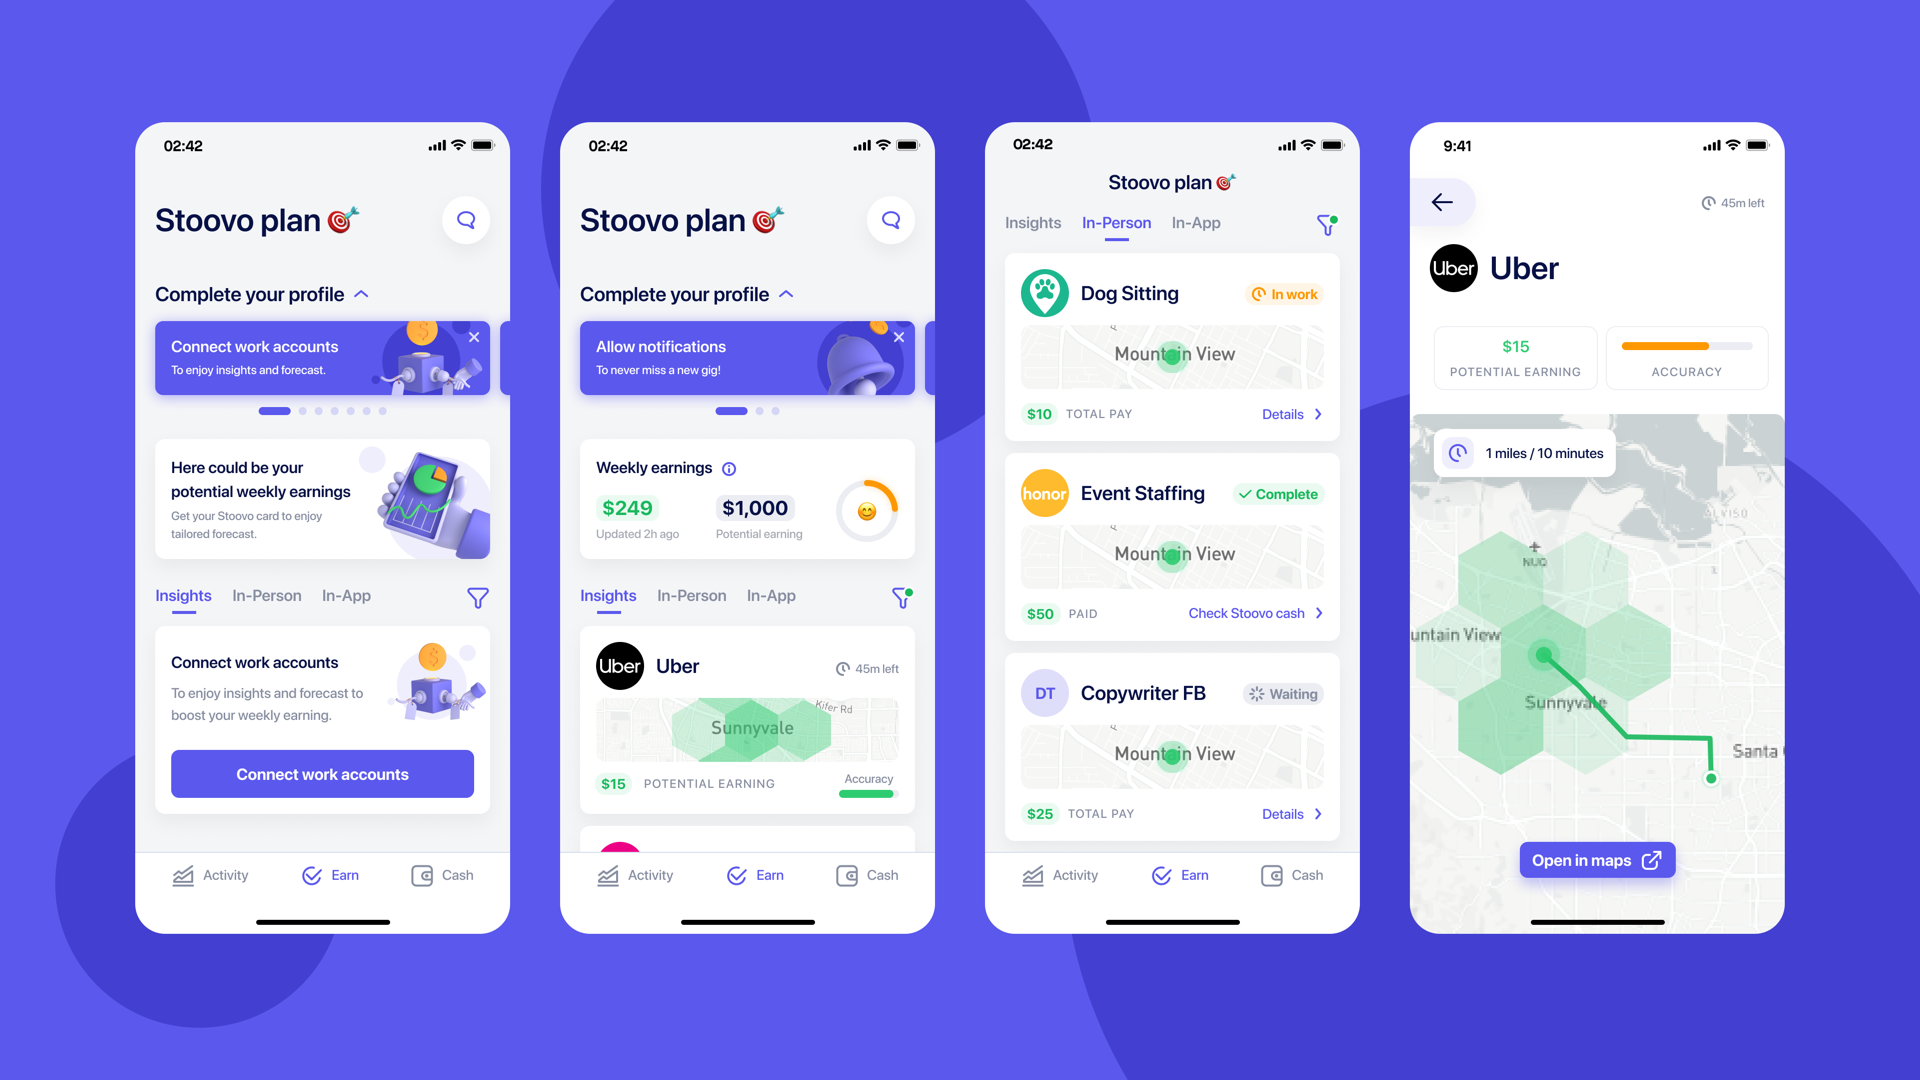 02:42
Stoovo plan
Complete your profile
Connect work accounts
To enjoy insights and forecast.
Here could be your
potential weekly earnings
Get your Stoovo card to enjoy
tailored forecast.
Insights In-Person In-App
Connect work accounts
To enjoy insights and forecast to
boost your weekly earning.
Connect work accounts
Activity Earn Cash
02:42
Stoovo plan
Complete your profile
Allow notifications
To never miss a new gig!
Weekly earnings
$249 $1,000
Updated 2h ago Potential earning
Insights In-Person In-App
Uber Uber 45m left
Kifer Rd
Sunnyvale
Accuracy
$15 POTENTIAL EARNING
Activity Earn Cash
02:42
Stoovo plan
Insights In-Person In-App
Dog Sitting In work
Mountain View
$10 TOTAL PAY Details
honor Event Staffing Complete
Mountain View
$50 PAID Check Stoovo cash
DT Copywriter FB Waiting
Mountain View
$25 TOTAL PAY Details
Activity Earn Cash
9:41
45m left
Uber Uber
$15
POTENTIAL EARNING ACCURACY
1 miles / 10 minutes
ALVISO
NUQ
untain View
Sunnyvale
Santa
Open in maps